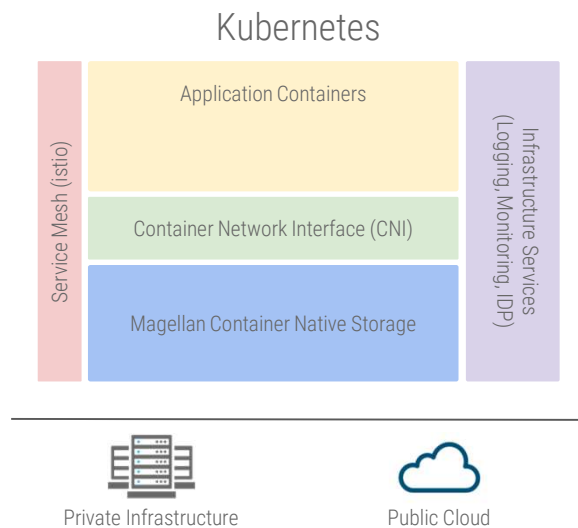 Kubernetes
Service Mesh (istio)
Application Containers
Container Network Interface (CNI)
Magellan Container Native Storage
Infrastructure Services
(Logging, Monitoring, IDP)
Private Infrastructure
Public Cloud